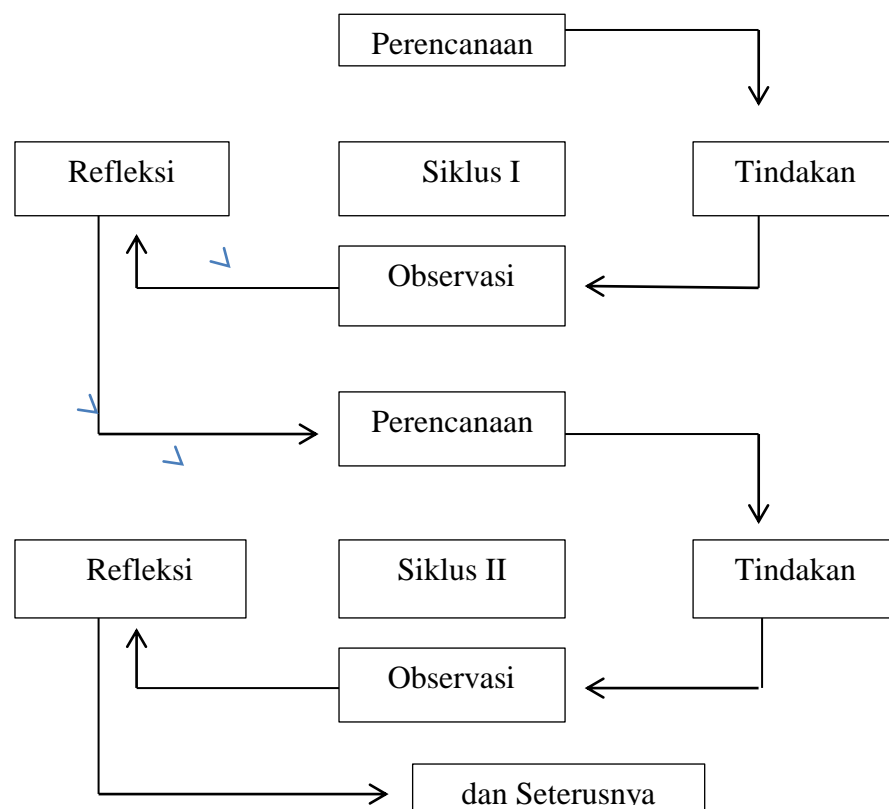 Perencanaan
Refleksi
Siklus I
Tindakan
Observasi
Perencanaan
Refleksi
Siklus II
Tindakan
Observasi
dan Seterusnya